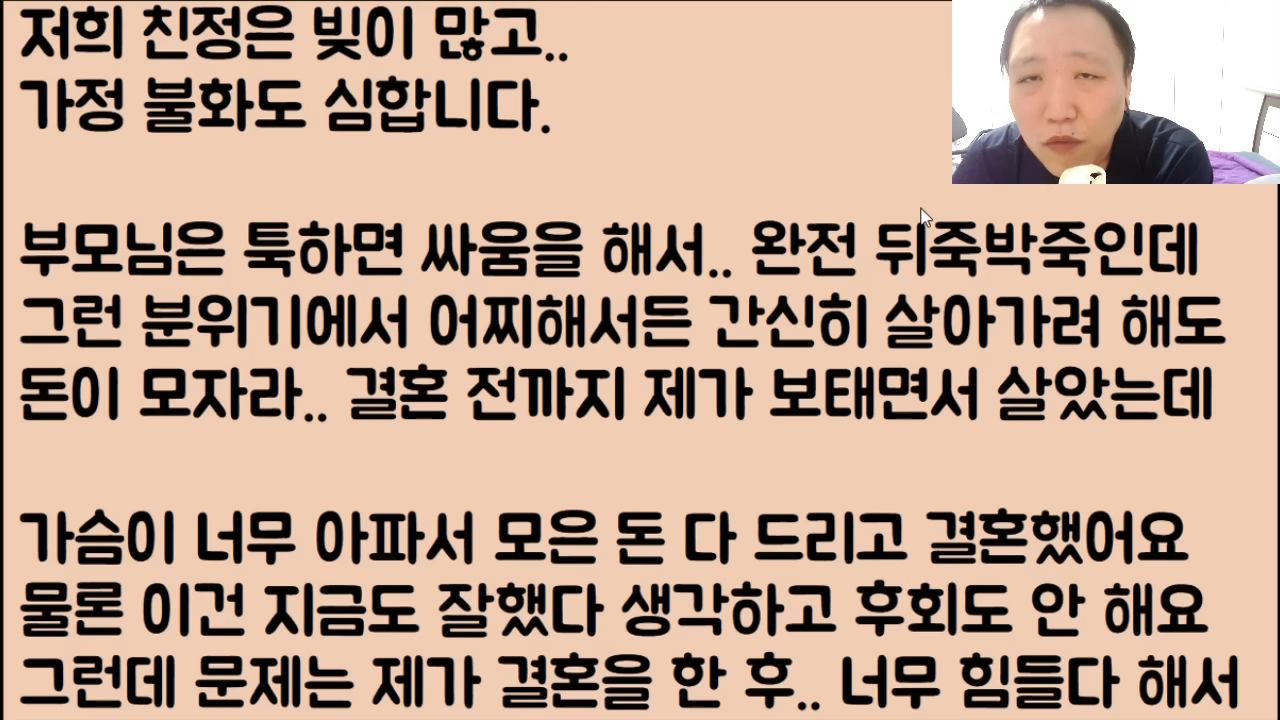 저희 친정은 빚이 많고..
가정 불화도 심합니다.
부모님은 툭하면 싸움을 해서.. 완전 뒤죽박죽인데
그런 분위기에서 어찌해서든 간신히 살아가려 해도
돈이 모자라.. 결혼 전까지 제가 보태면서 살았는데
가슴이 너무 아파서 모은 돈 다 드리고 결혼했어요
물론 이건 지금도 잘했다 생각하고 후회도 안 해요
그런데 문제는 제가 결혼을 한 후.. 너무 힘들다 해서